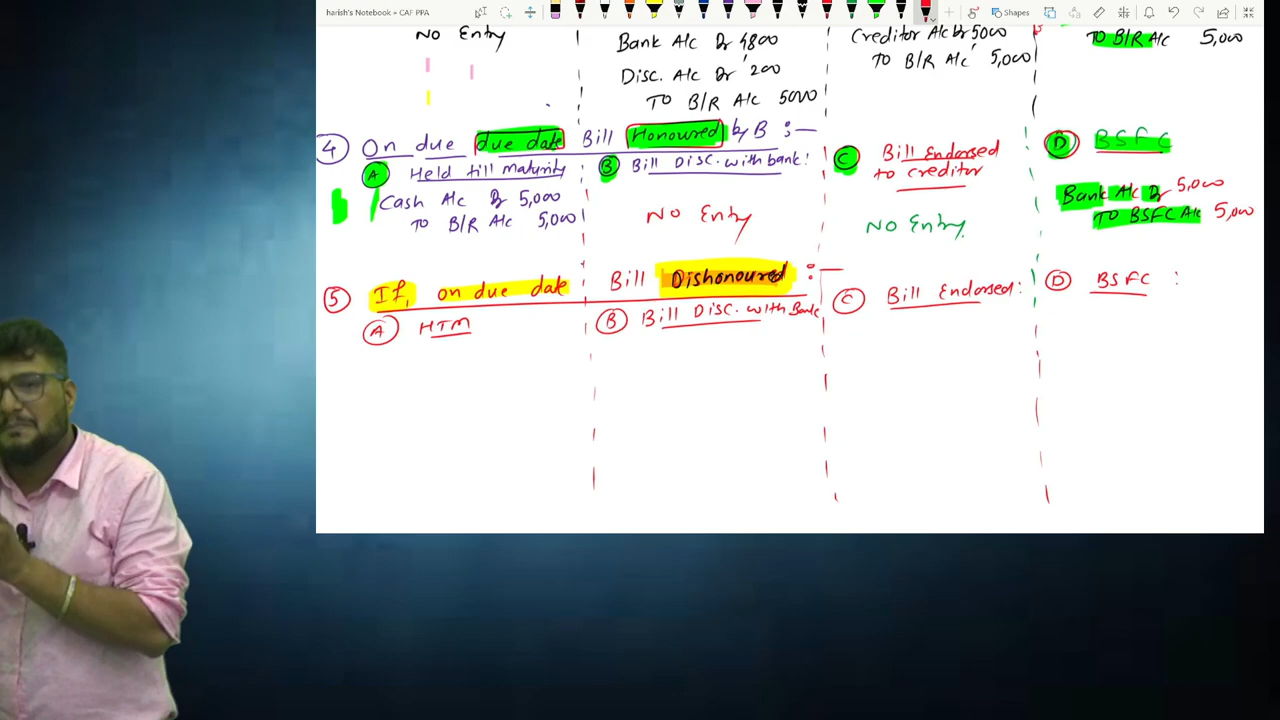 harish's Notebook » CAF PPA
Shapes
No Entry
Bank A/c Dr 4800
Disc. A/c Dr 200
To B/R A/c 5000
Creditor A/c Dr 5000
To B/R A/c 5,000
To B/R A/c 5,000
④ On due due date Bill Honoured by B :—
Ⓐ Held till maturity
Cash A/c Dr 5,000
To B/R A/c 5,000
Ⓑ Bill DISC. with bank:
No Entry
Ⓒ Bill Endorsed
to creditor
No Entry.
Ⓓ BSFC
Bank A/c Dr 5,000
To BSFC A/c 5,000
⑤ If, on due date Bill Dishonoured :—
Ⓐ HTM
Ⓑ Bill DISC. with Bank
Ⓒ Bill Endorsed:
Ⓓ BSFC :